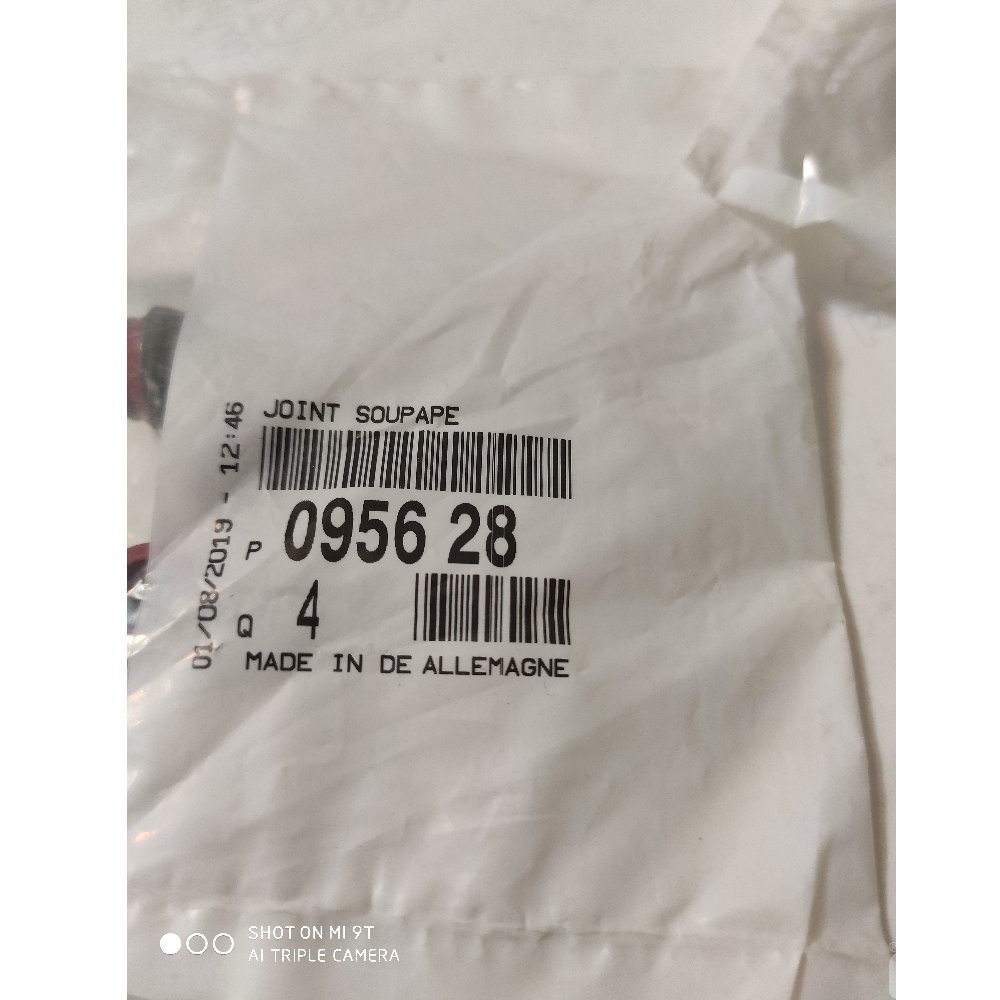 JOINT SOUPAPE
P 0956 28
Q 4
MADE IN DE ALLEMAGNE
01/08/2019 - 12:46
SHOT ON MI 9T
AI TRIPLE CAMERA